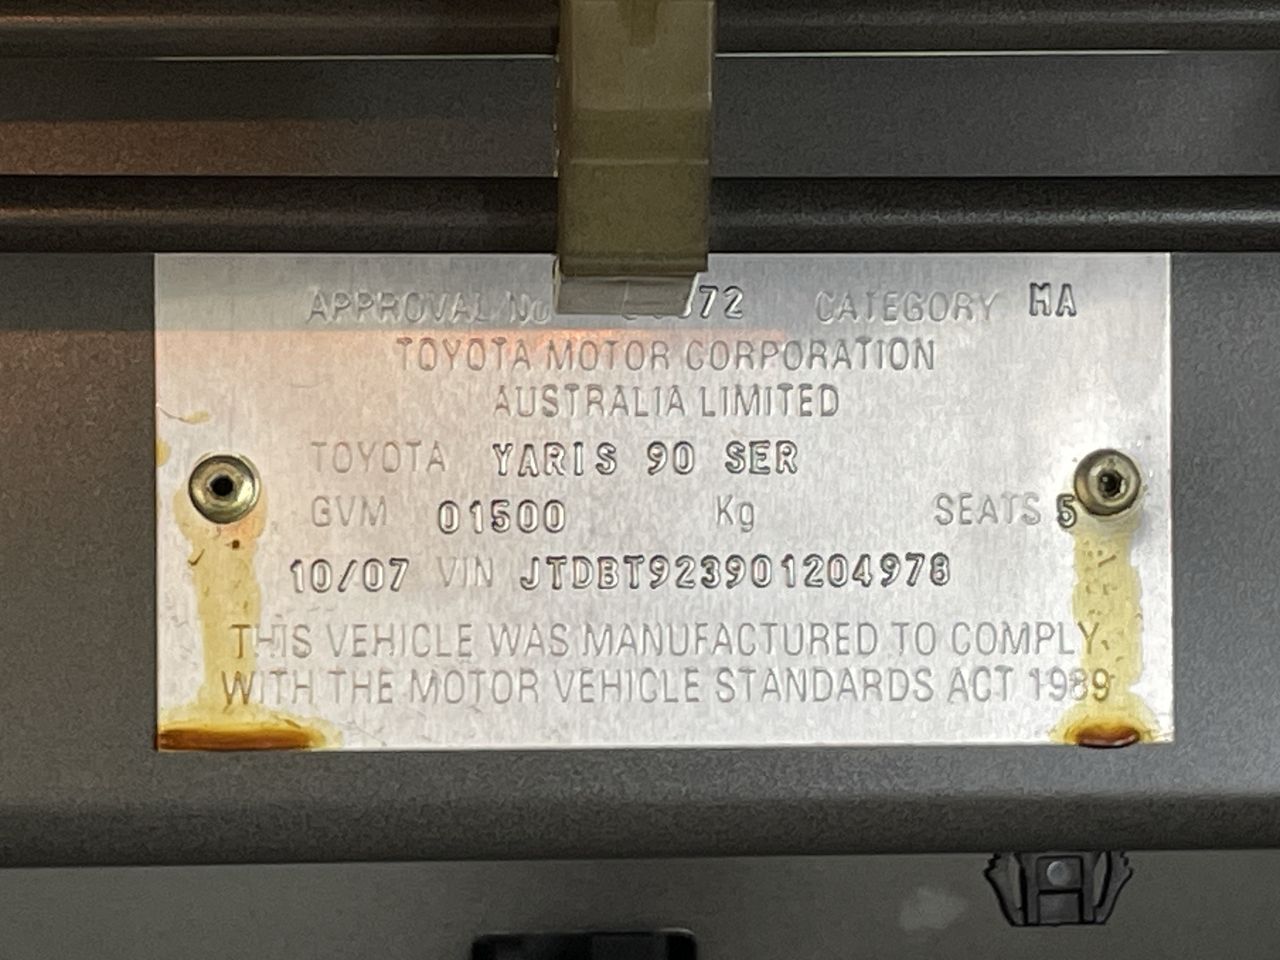 APPROVAL No 72 CATEGORY MA
TOYOTA MOTOR CORPORATION
AUSTRALIA LIMITED
TOYOTA YARIS 90 SER
GVM 01500 Kg SEATS 5
10/07 VIN JTDBT923901204978
THIS VEHICLE WAS MANUFACTURED TO COMPLY
WITH THE MOTOR VEHICLE STANDARDS ACT 1989